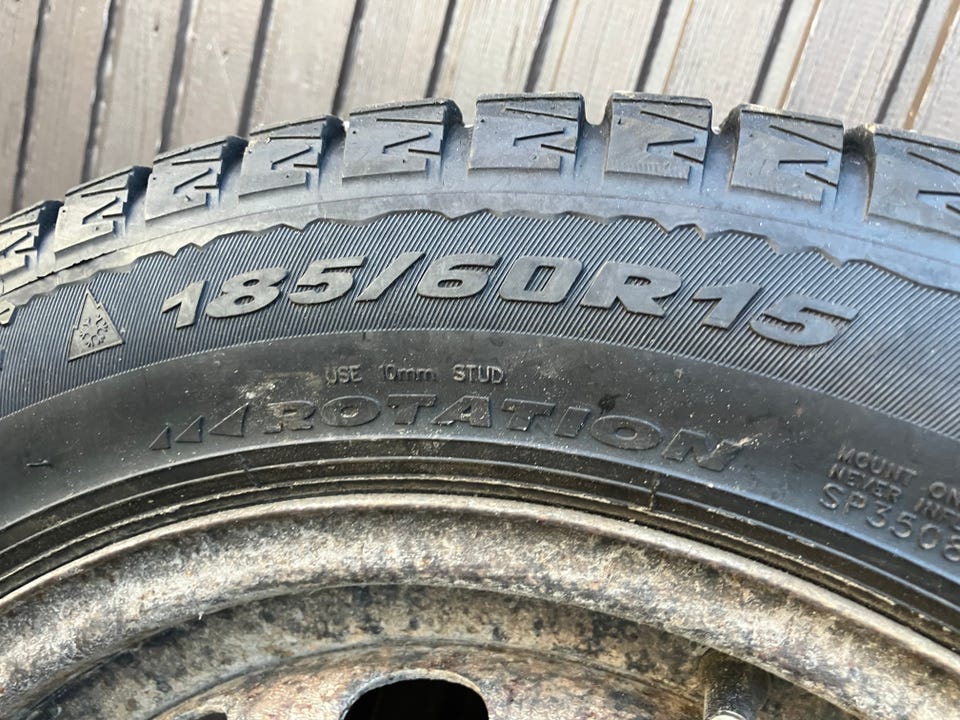 185/60R15
USE 10mm STUD
ROTATION
MOUNT ON
NEVER INF
SP3508